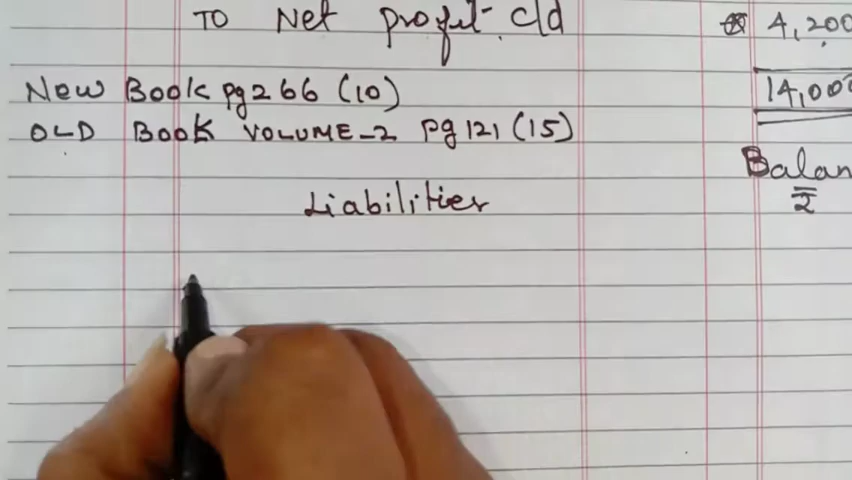 To Net profit c/d 4,200
14,000
New Book pg 266 (10)
OLD Book VOLUME-2 pg 121 (15)
Balan
Liabilities